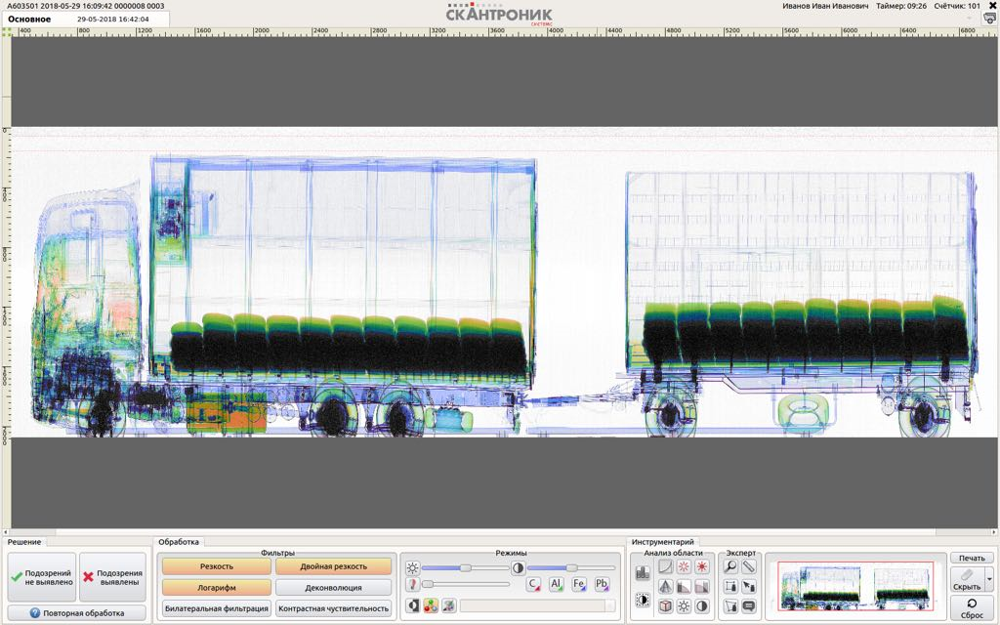 A603501 2018-05-29 16:09:42 0000008 0003
СКАНТРОНИК
СИСТЕМС
Иванов Иван Иванович Таймер: 09:26 Счётчик: 101
Основное 29-05-2018 16:42:04
400 800 1200 1600 2000 2400 2800 3200 3600 4000 4400 4800 5200 5600 6000 6400 6800
Решение
Подозрений не выявлено
Подозрения выявлены
Повторная обработка
Обработка
Фильтры
Резкость Двойная резкость
Логарифм Деконволюция
Билатеральная фильтрация Контрастная чуствительность
Режимы
C Al Fe Pb
Инструментарий
Анализ области Эксперт
Печать
Скрыть
Сброс